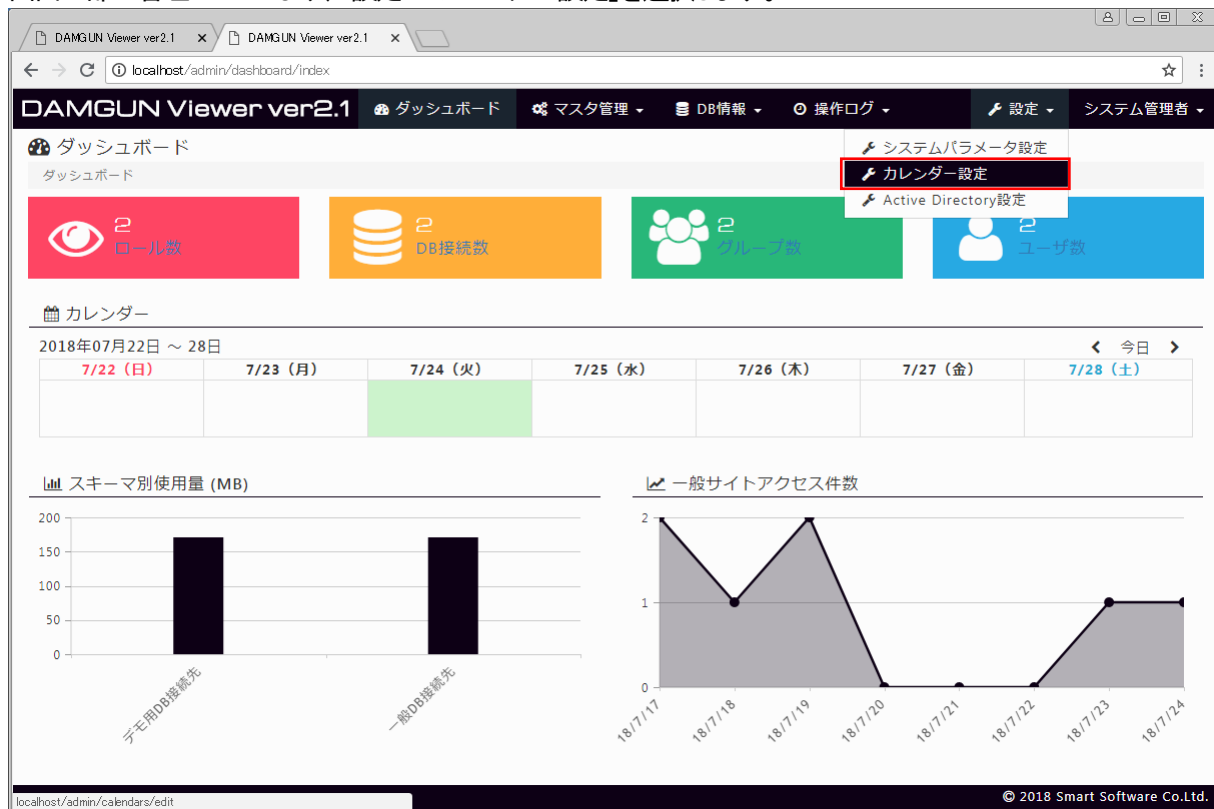 DAMGUN Viewer ver2.1
DAMGUN Viewer ver2.1
localhost/admin/dashboard/index
DAMGUN Viewer ver2.1 ダッシュボード マスタ管理 DB情報 操作ログ 設定 システム管理者
システムパラメータ設定
カレンダー設定
Active Directory設定
ダッシュボード
ダッシュボード
2
ロール数
2
DB接続数
2
グループ数
2
ユーザ数
カレンダー
2018年07月22日 ～ 28日 今日
7/22（日） 7/23（月） 7/24（火） 7/25（水） 7/26（木） 7/27（金） 7/28（土）
スキーマ別使用量 (MB)
200
150
100
50
0
デモ用DB接続先 一般DB接続先
一般サイトアクセス件数
2
1
0
18/7/17 18/7/18 18/7/19 18/7/20 18/7/21 18/7/22 18/7/23 18/7/24
localhost/admin/calendars/edit
© 2018 Smart Software Co.Ltd.